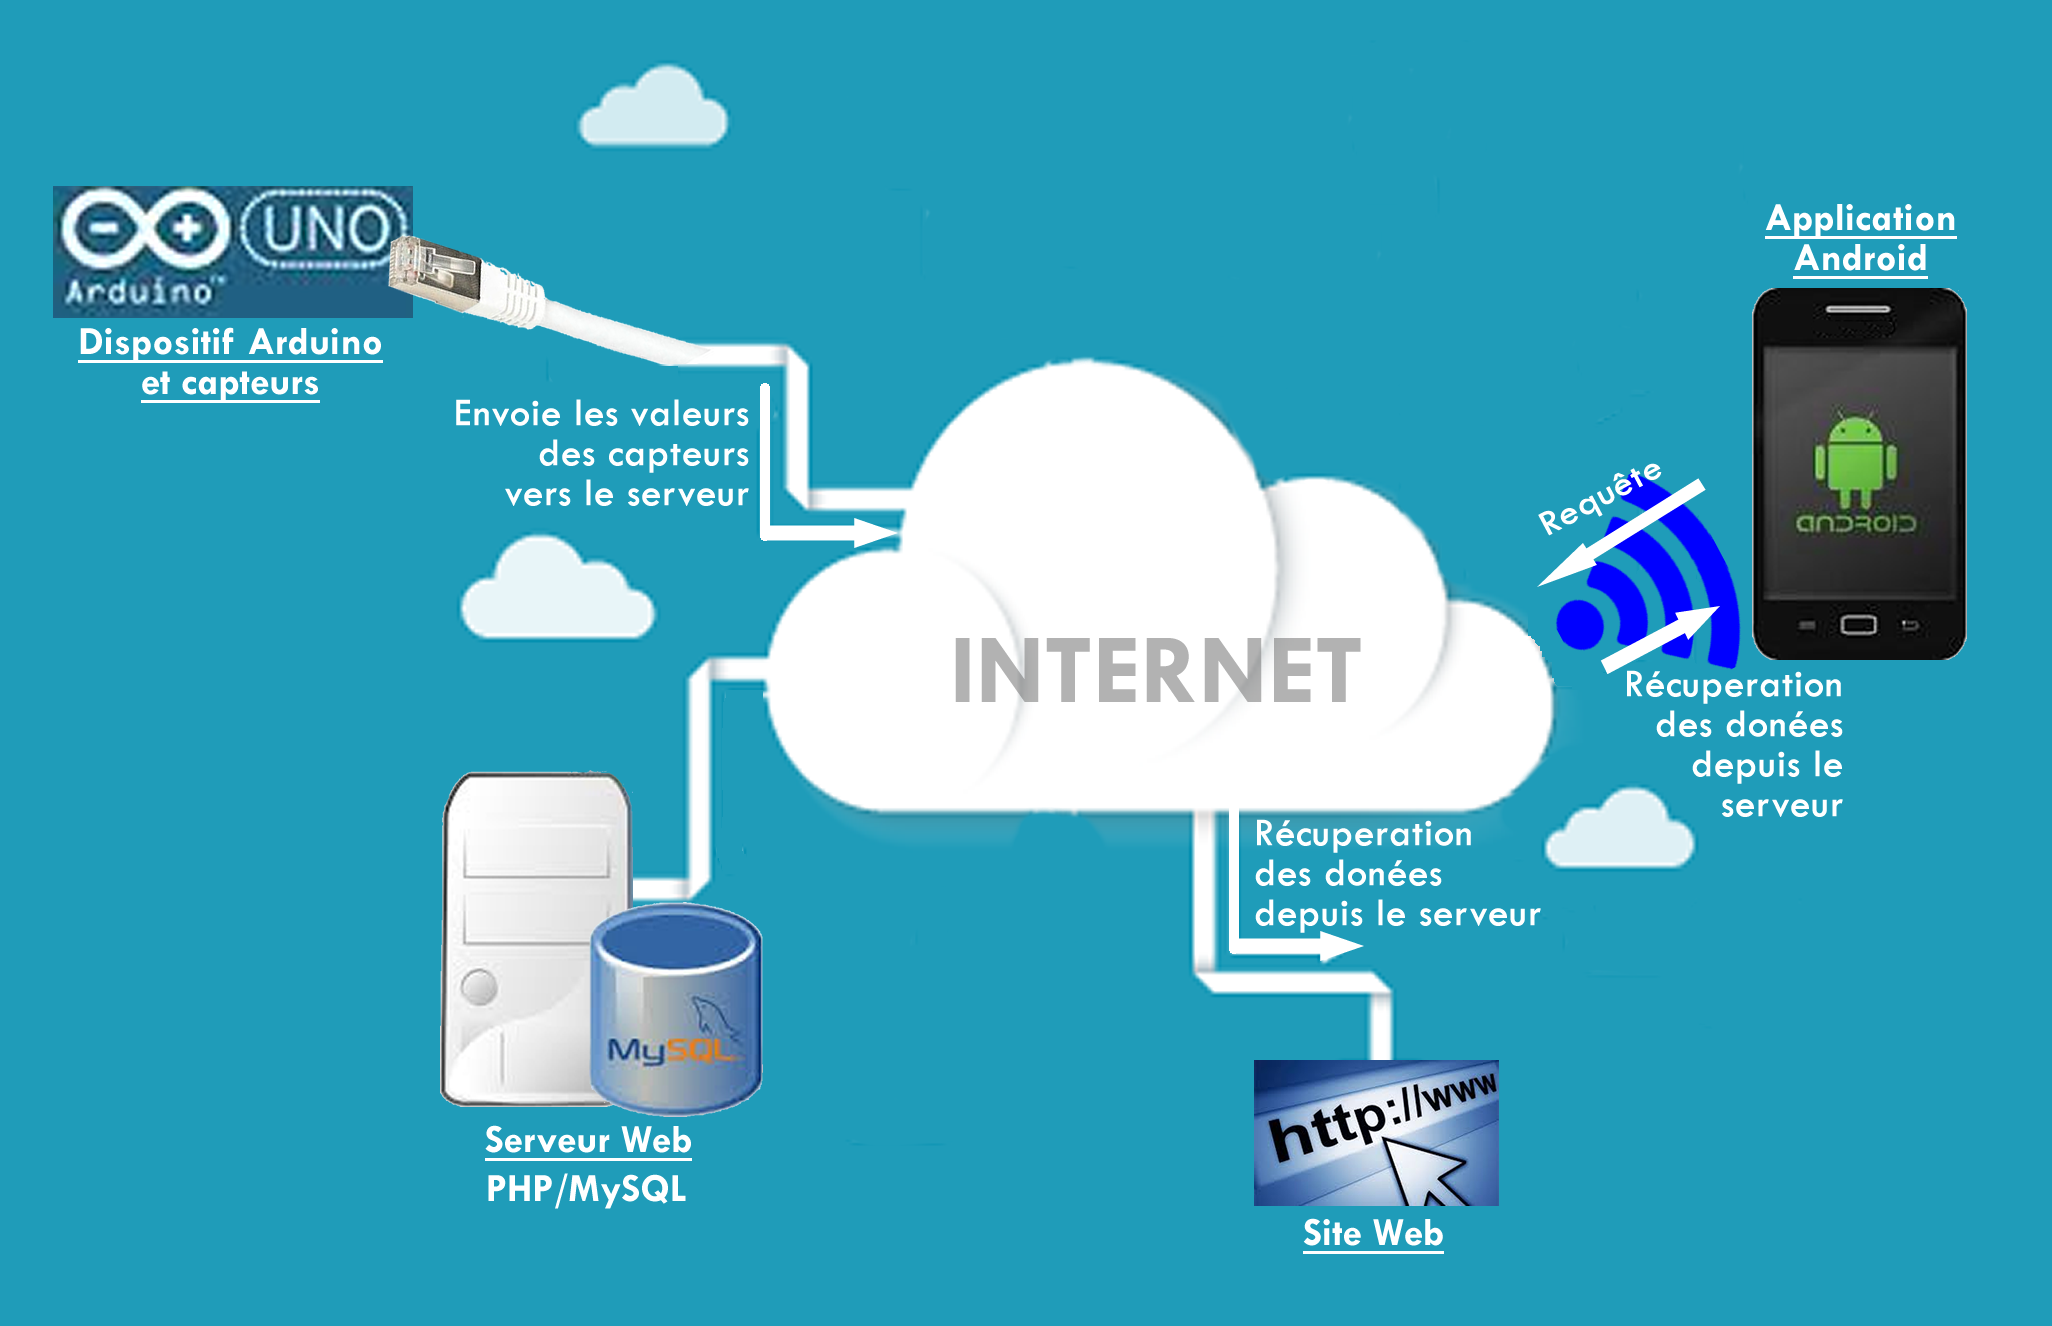 UNO
Arduino™
Dispositif Arduino
et capteurs
Envoie les valeurs
des capteurs
vers le serveur
Application
Android
ANDROID
Requête
Récuperation
des donées
depuis le
serveur
INTERNET
Récuperation
des donées
depuis le serveur
MySQL
Serveur Web
PHP/MySQL
http://www
Site Web